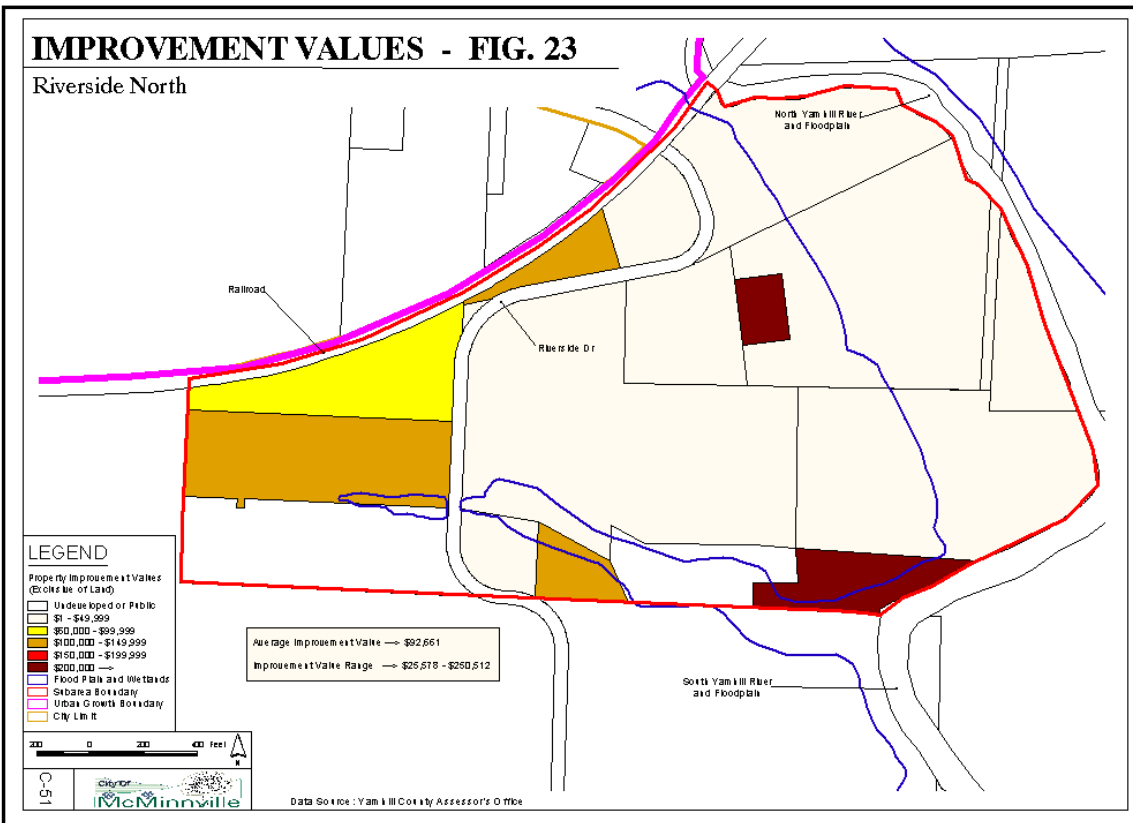 IMPROVEMENT VALUES - FIG. 23
Riverside North
North Yamhill River
and Floodplain
Railroad
Riverside Dr
LEGEND
Property Improvement Values
(Exclusive of Land)
Undeveloped or Public
$1 - $49,999
$50,000 - $99,999
$100,000 - $149,999
$150,000 - $199,999
$200,000 —>
Flood Plain and Wetlands
Subarea Boundary
Urban Growth Boundary
City Limit
Average Improvement Value —> $92,661
Improvement Value Range —> $25,578 - $250,512
South Yamhill River
and Floodplain
200 0 200 400 Feet
N
C-51
City of
McMinnville
Data Source: Yamhill County Assessor's Office